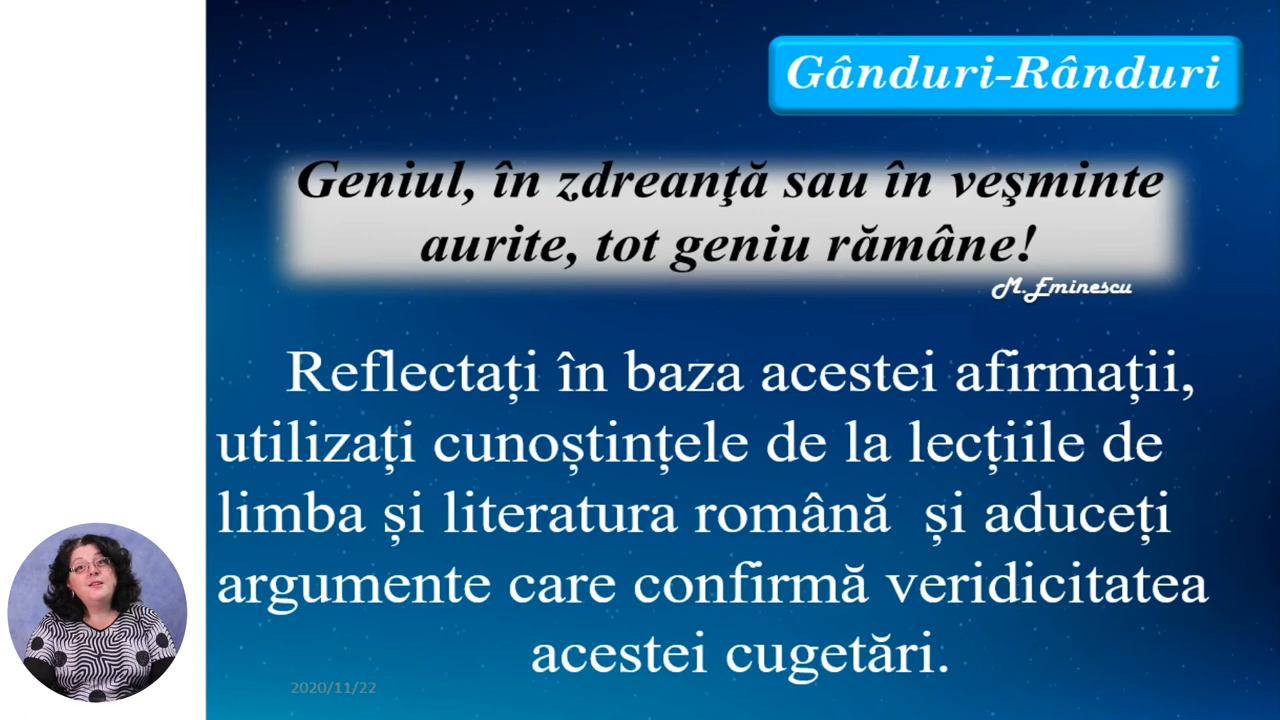 Gânduri-Rânduri
Geniul, în zdreanţă sau în veşminte
aurite, tot geniu rămâne!
M.Eminescu
Reflectați în baza acestei afirmații,
utilizați cunoștințele de la lecțiile de
limba și literatura română și aduceți
argumente care confirmă veridicitatea
acestei cugetări.
2020/11/22